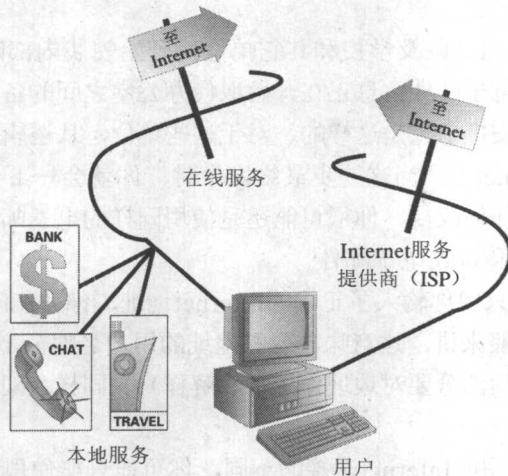 至
Internet
至
Internet
在线服务
Internet服务
提供商（ISP）
BANK
$
CHAT
TRAVEL
本地服务
用户